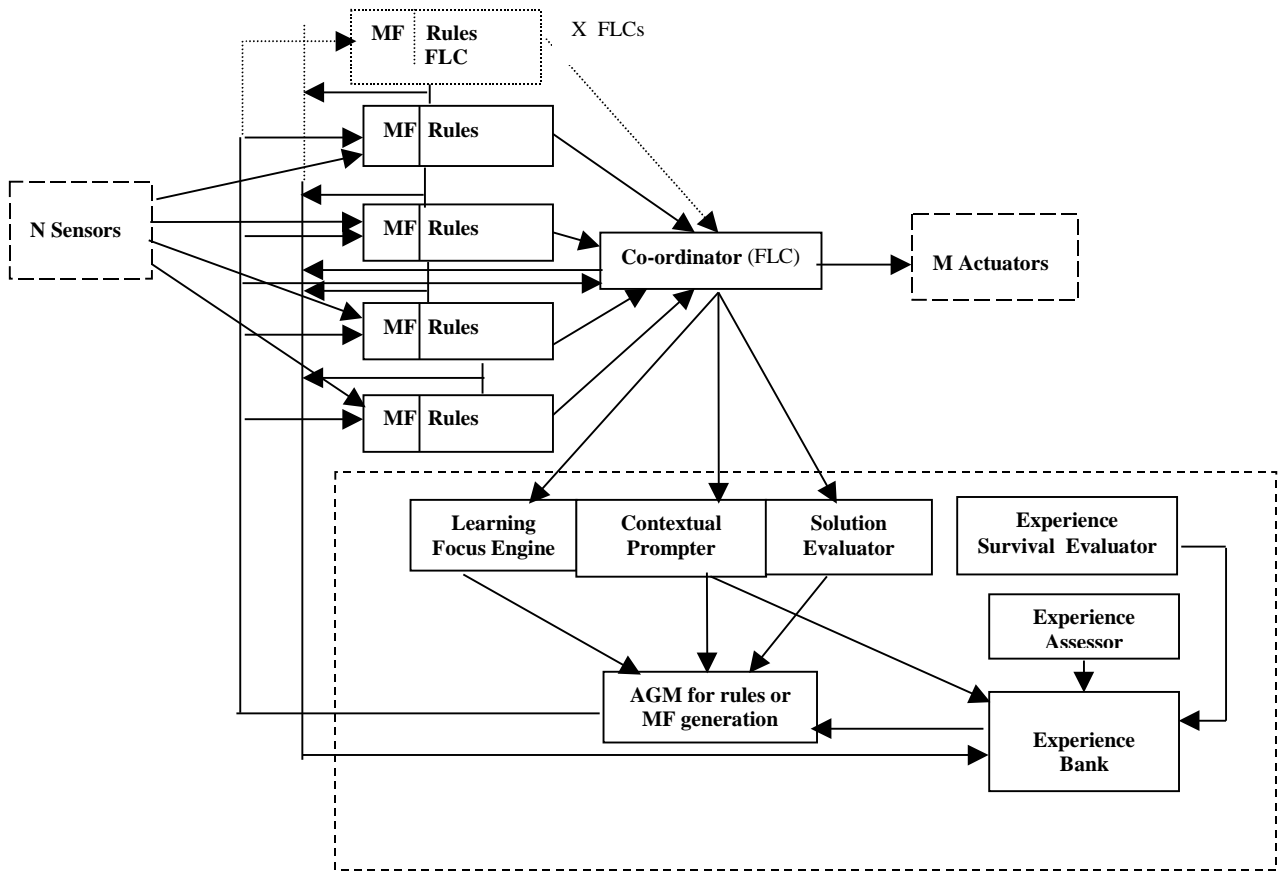 X FLCs
MF Rules
FLC
MF Rules
N Sensors
MF Rules
Co-ordinator (FLC)
M Actuators
MF Rules
MF Rules
Learning
Focus Engine
Contextual
Prompter
Solution
Evaluator
Experience
Survival Evaluator
Experience
Assessor
AGM for rules or
MF generation
Experience
Bank